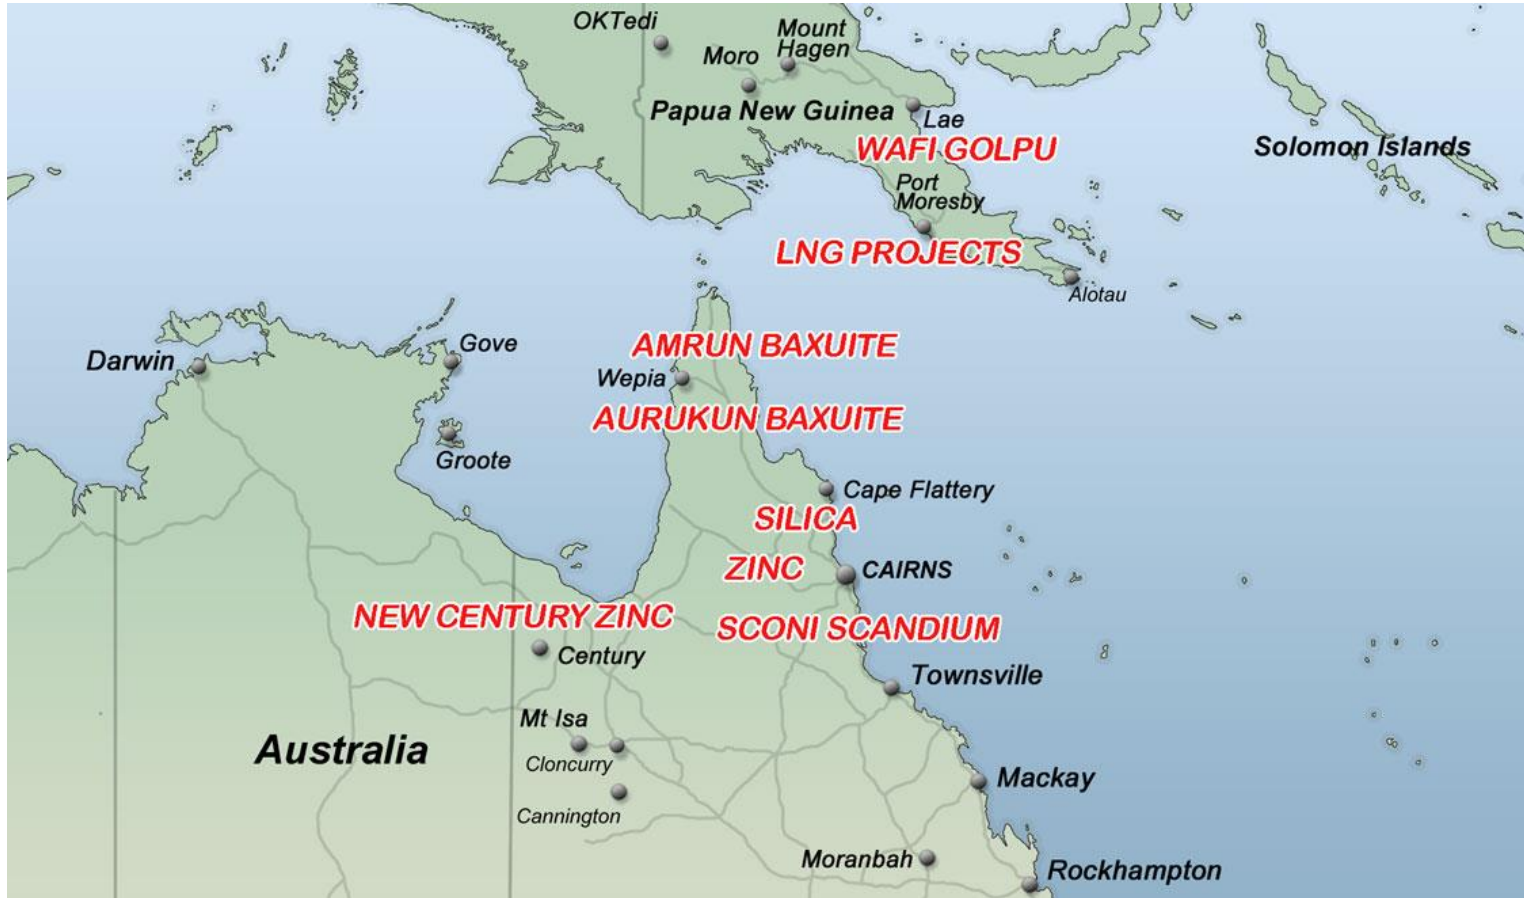 OKTedi
Mount
Hagen
Moro
Papua New Guinea
Lae
WAFI GOLPU
Solomon Islands
Port
Moresby
LNG PROJECTS
Alotau
AMRUN BAXUITE
Gove
Darwin
Wepia
AURUKUN BAXUITE
Groote
Cape Flattery
SILICA
ZINC
CAIRNS
NEW CENTURY ZINC
SCONI SCANDIUM
Century
Townsville
Mt Isa
Australia
Cloncurry
Mackay
Cannington
Moranbah
Rockhampton